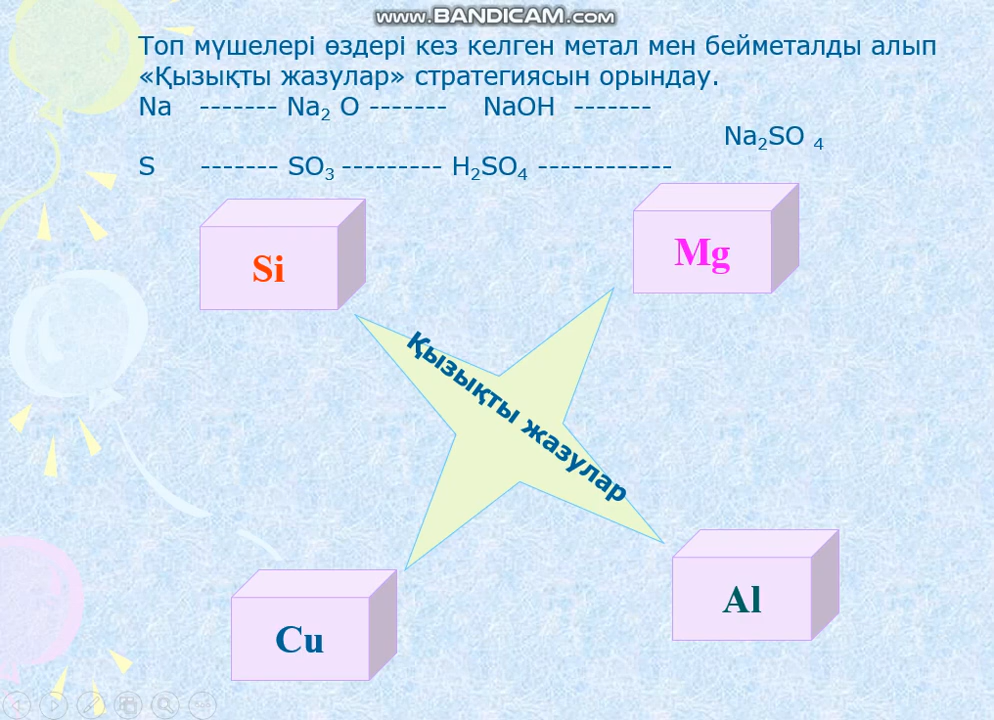 www.BANDICAM.com
Топ мүшелері өздері кез келген метал мен бейметалды алып
«Қызықты жазулар» стратегиясын орындау.
Na ------- Na₂ O ------- NaOH -------
Na₂SO ₄
S ------- SO₃ --------- H₂SO₄ ------------
Si
Mg
Қызықты жазулар
Cu
Al